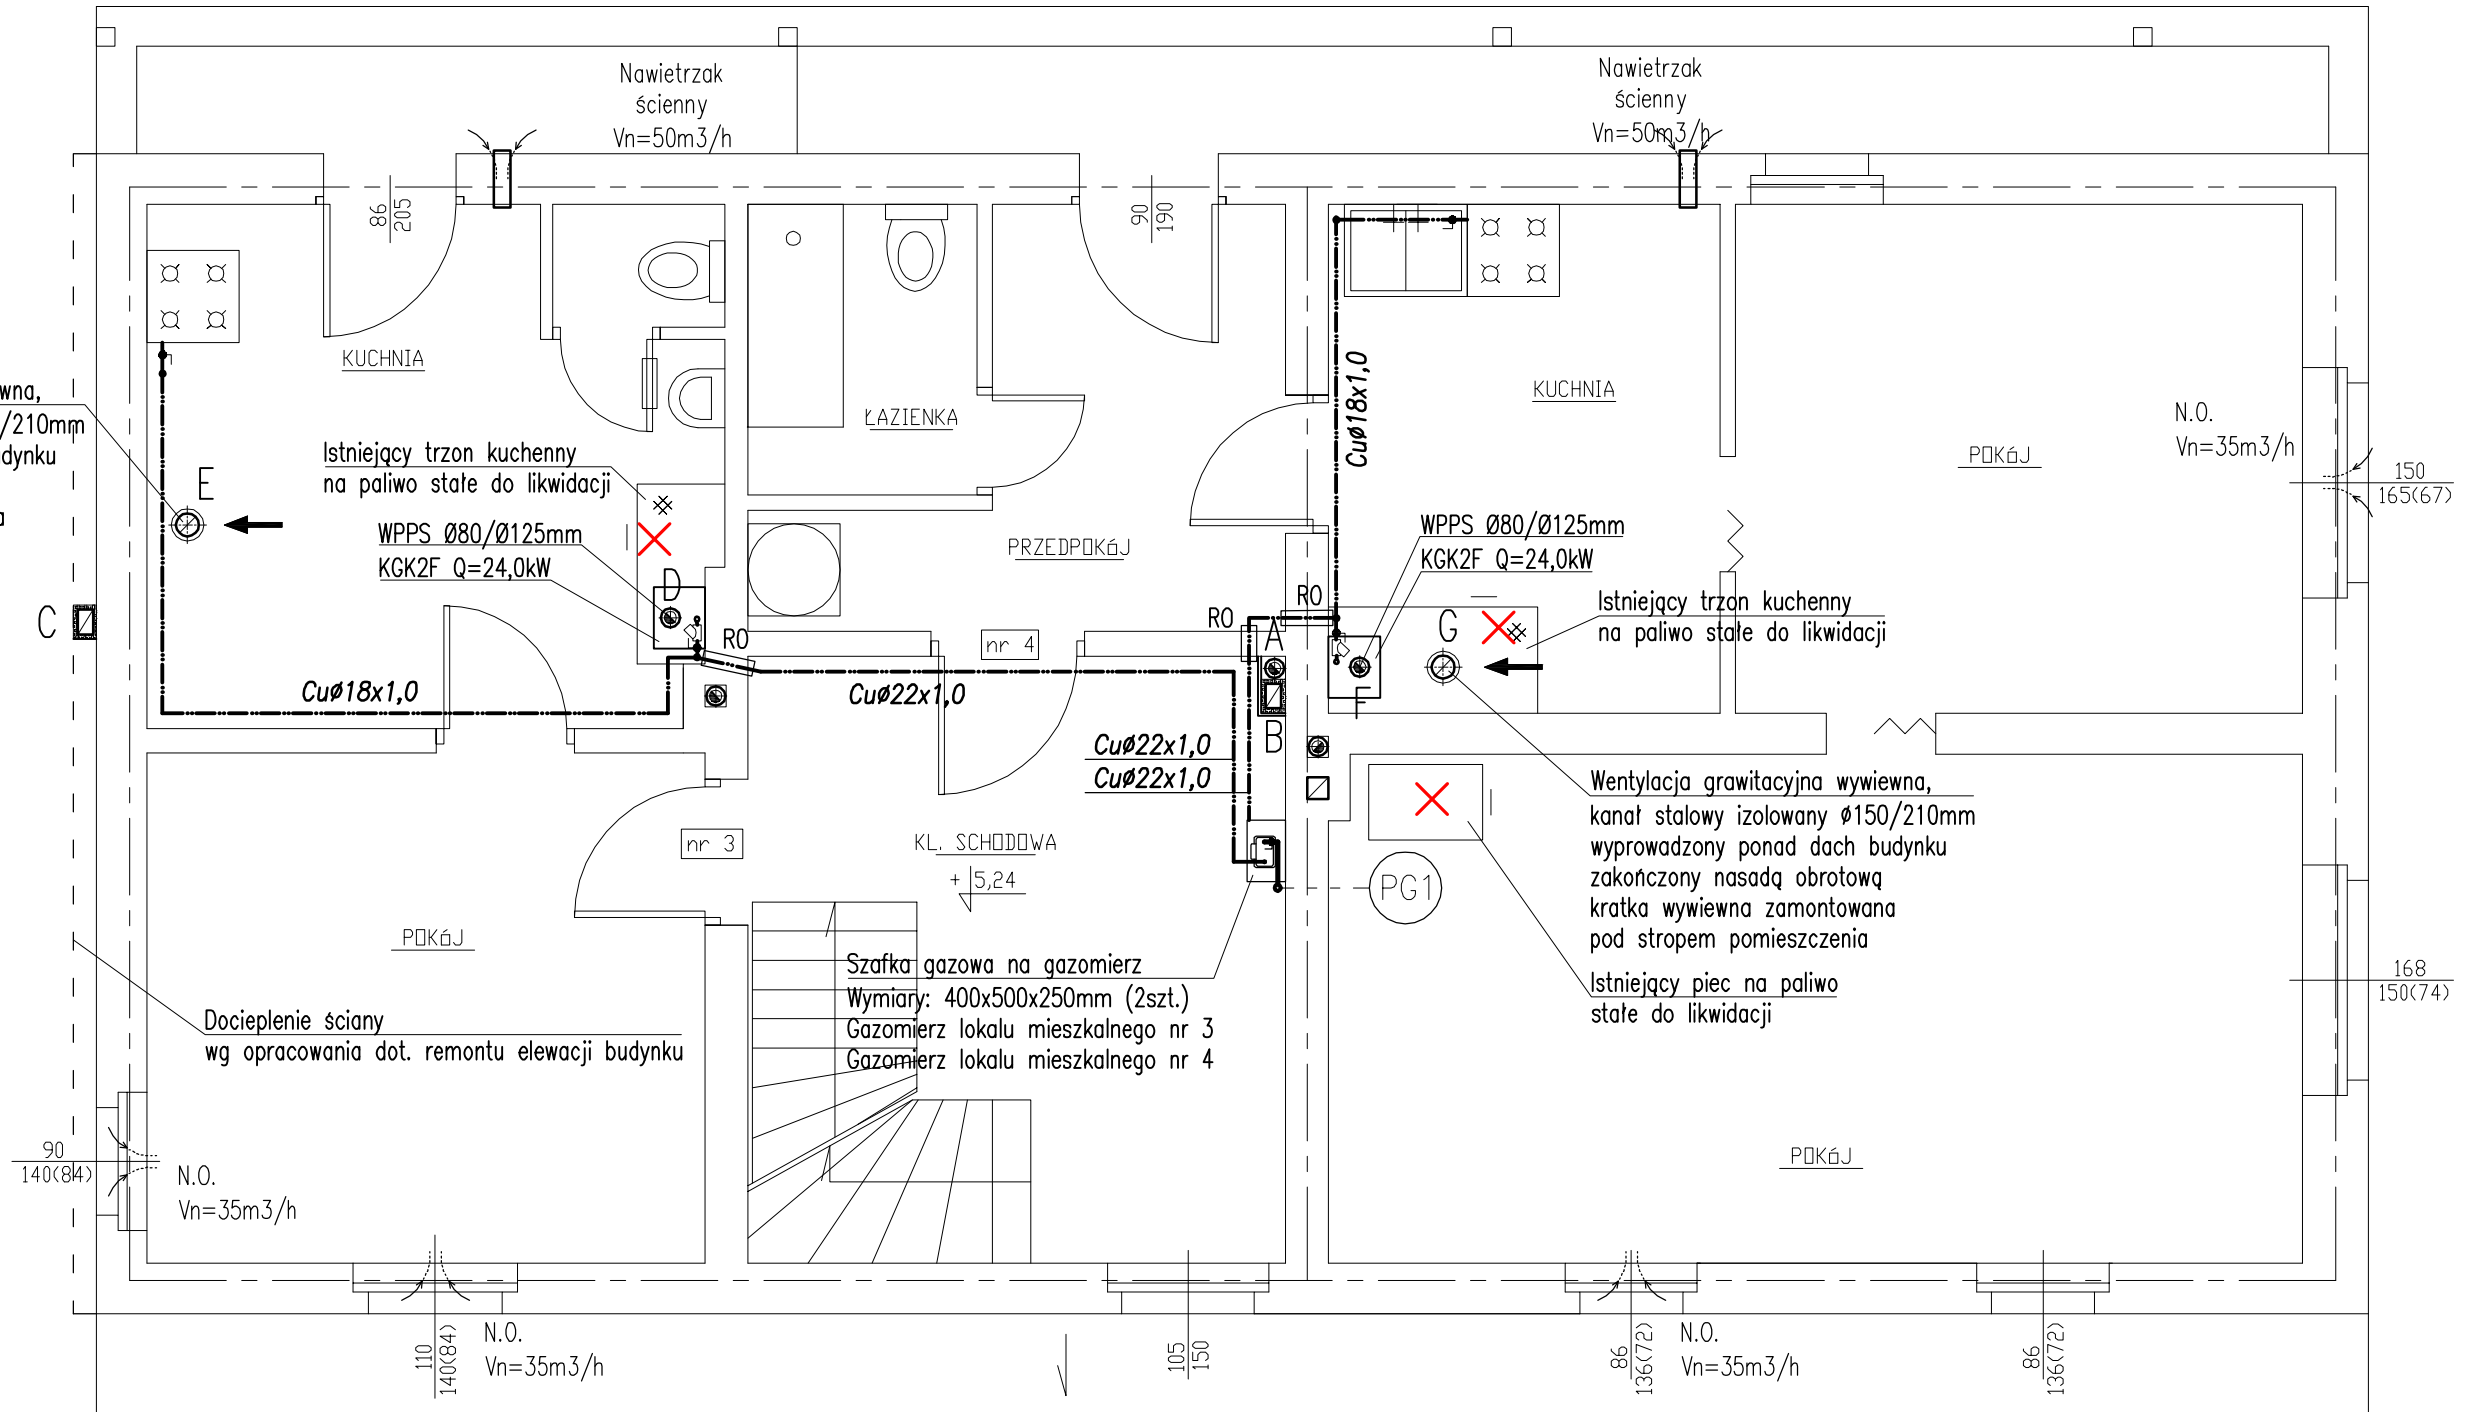 Nawietrzak
ścienny
Vn=50m3/h
Nawietrzak
ścienny
Vn=50m3/h
86
205
90
190
KUCHNIA
wna,
/210mm
dynku
E
Istniejący trzon kuchenny
na paliwo stałe do likwidacji
WPPS Ø80/Ø125mm
KGK2F Q=24,0kW
D
RO
C
ŁAZIENKA
PRZEDPOKóJ
nr 4
RO
RO
A
B
Cuø18x1,0
KUCHNIA
WPPS Ø80/Ø125mm
KGK2F Q=24,0kW
G
F
Istniejący trzon kuchenny
na paliwo stałe do likwidacji
POKóJ
N.O.
Vn=35m3/h
150
165(67)
Cuø18x1,0
Cuø22x1,0
Cuø22x1,0
Cuø22x1,0
nr 3
KL. SCHODOWA
+ 5,24
PG1
Wentylacja grawitacyjna wywiewna,
kanał stalowy izolowany ø150/210mm
wyprowadzony ponad dach budynku
zakończony nasadą obrotową
kratka wywiewna zamontowana
pod stropem pomieszczenia
Istniejący piec na paliwo
stałe do likwidacji
168
150(74)
POKóJ
Szafka gazowa na gazomierz
Wymiary: 400x500x250mm (2szt.)
Gazomierz lokalu mieszkalnego nr 3
Gazomierz lokalu mieszkalnego nr 4
Docieplenie ściany
wg opracowania dot. remontu elewacji budynku
90
140(84)
N.O.
Vn=35m3/h
POKóJ
110
140(84)
N.O.
Vn=35m3/h
105
150
86
136(72)
N.O.
Vn=35m3/h
86
136(72)